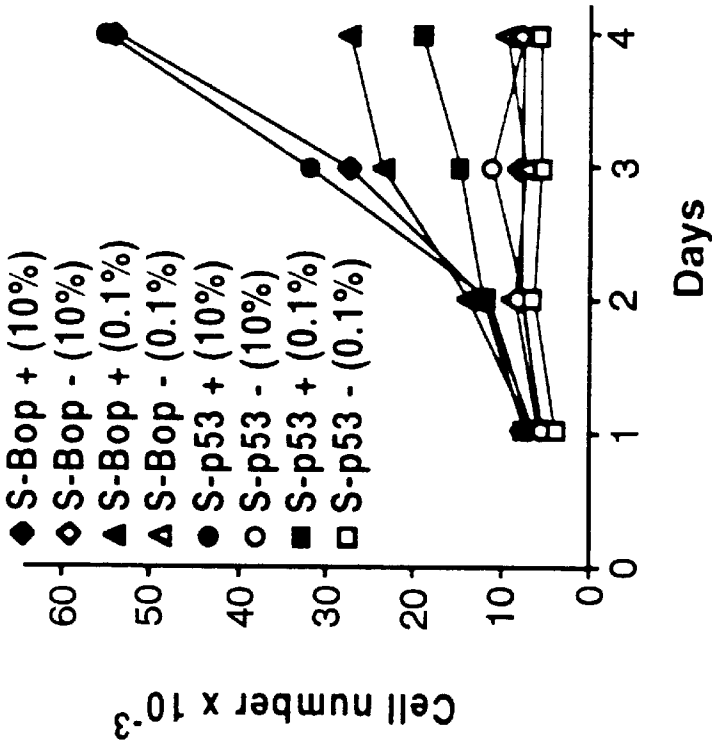 S-Bop + (10%)
S-Bop - (10%)
S-Bop + (0.1%)
S-Bop - (0.1%)
S-p53 + (10%)
S-p53 - (10%)
S-p53 + (0.1%)
S-p53 - (0.1%)
60
50
40
30
20
10
0
Cell number x 10-3
0
1
2
3
4
Days